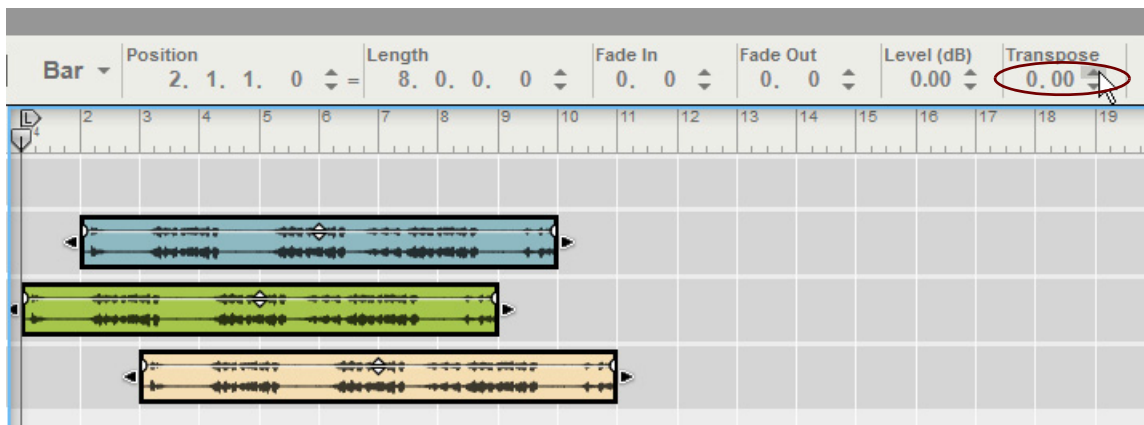 Position Length Fade In Fade Out Level (dB) Transpose
Bar 2. 1. 1. 0 = 8. 0. 0. 0 0. 0 0. 0 0.00 0.00
L 2 3 4 5 6 7 8 9 10 11 12 13 14 15 16 17 18 19
4